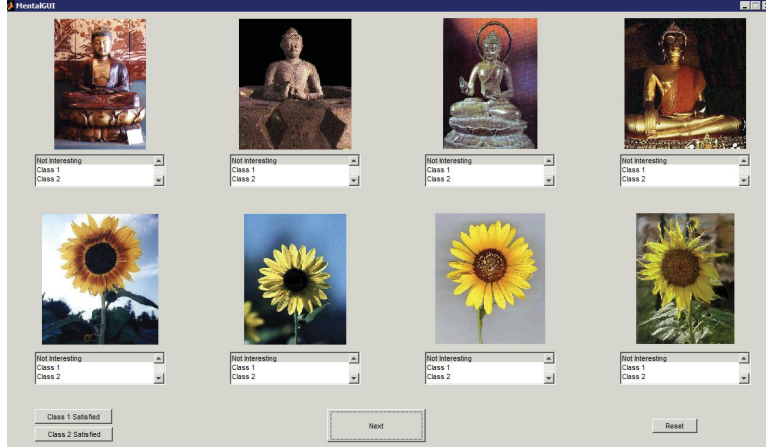 MentalGUI
Not Interesting
Class 1
Class 2
Not Interesting
Class 1
Class 2
Not Interesting
Class 1
Class 2
Not Interesting
Class 1
Class 2
Not Interesting
Class 1
Class 2
Not Interesting
Class 1
Class 2
Not Interesting
Class 1
Class 2
Not Interesting
Class 1
Class 2
Class 1 Satisfied
Class 2 Satisfied
Next
Reset